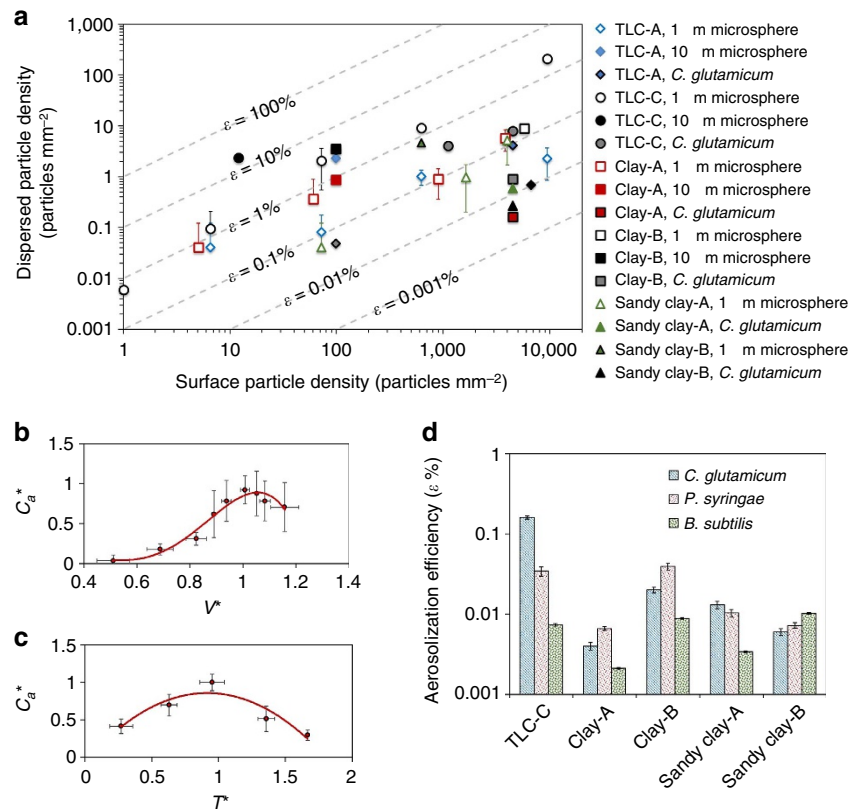 a
1,000
100
10
1
0.1
0.01
0.001
Dispersed particle density
(particles mm⁻²)
ε = 100%
ε = 10%
ε = 1%
ε = 0.1%
ε = 0.01%
ε = 0.001%
1
10
100
1,000
10,000
Surface particle density (particles mm⁻²)
TLC-A, 1 m microsphere
TLC-A, 10 m microsphere
TLC-A, C. glutamicum
TLC-C, 1 m microsphere
TLC-C, 10 m microsphere
TLC-C, C. glutamicum
Clay-A, 1 m microsphere
Clay-A, 10 m microsphere
Clay-A, C. glutamicum
Clay-B, 1 m microsphere
Clay-B, 10 m microsphere
Clay-B, C. glutamicum
Sandy clay-A, 1 m microsphere
Sandy clay-A, C. glutamicum
Sandy clay-B, 1 m microsphere
Sandy clay-B, C. glutamicum
b
1.5
1
0.5
0
Cₐ*
0.4
0.6
0.8
1
1.2
1.4
V*
c
1.5
1
0.5
0
Cₐ*
0
0.5
1
1.5
2
T*
d
1
0.1
0.01
0.001
Aerosolization efficiency (ε %)
C. glutamicum
P. syringae
B. subtilis
TLC-C
Clay-A
Clay-B
Sandy clay-A
Sandy clay-B